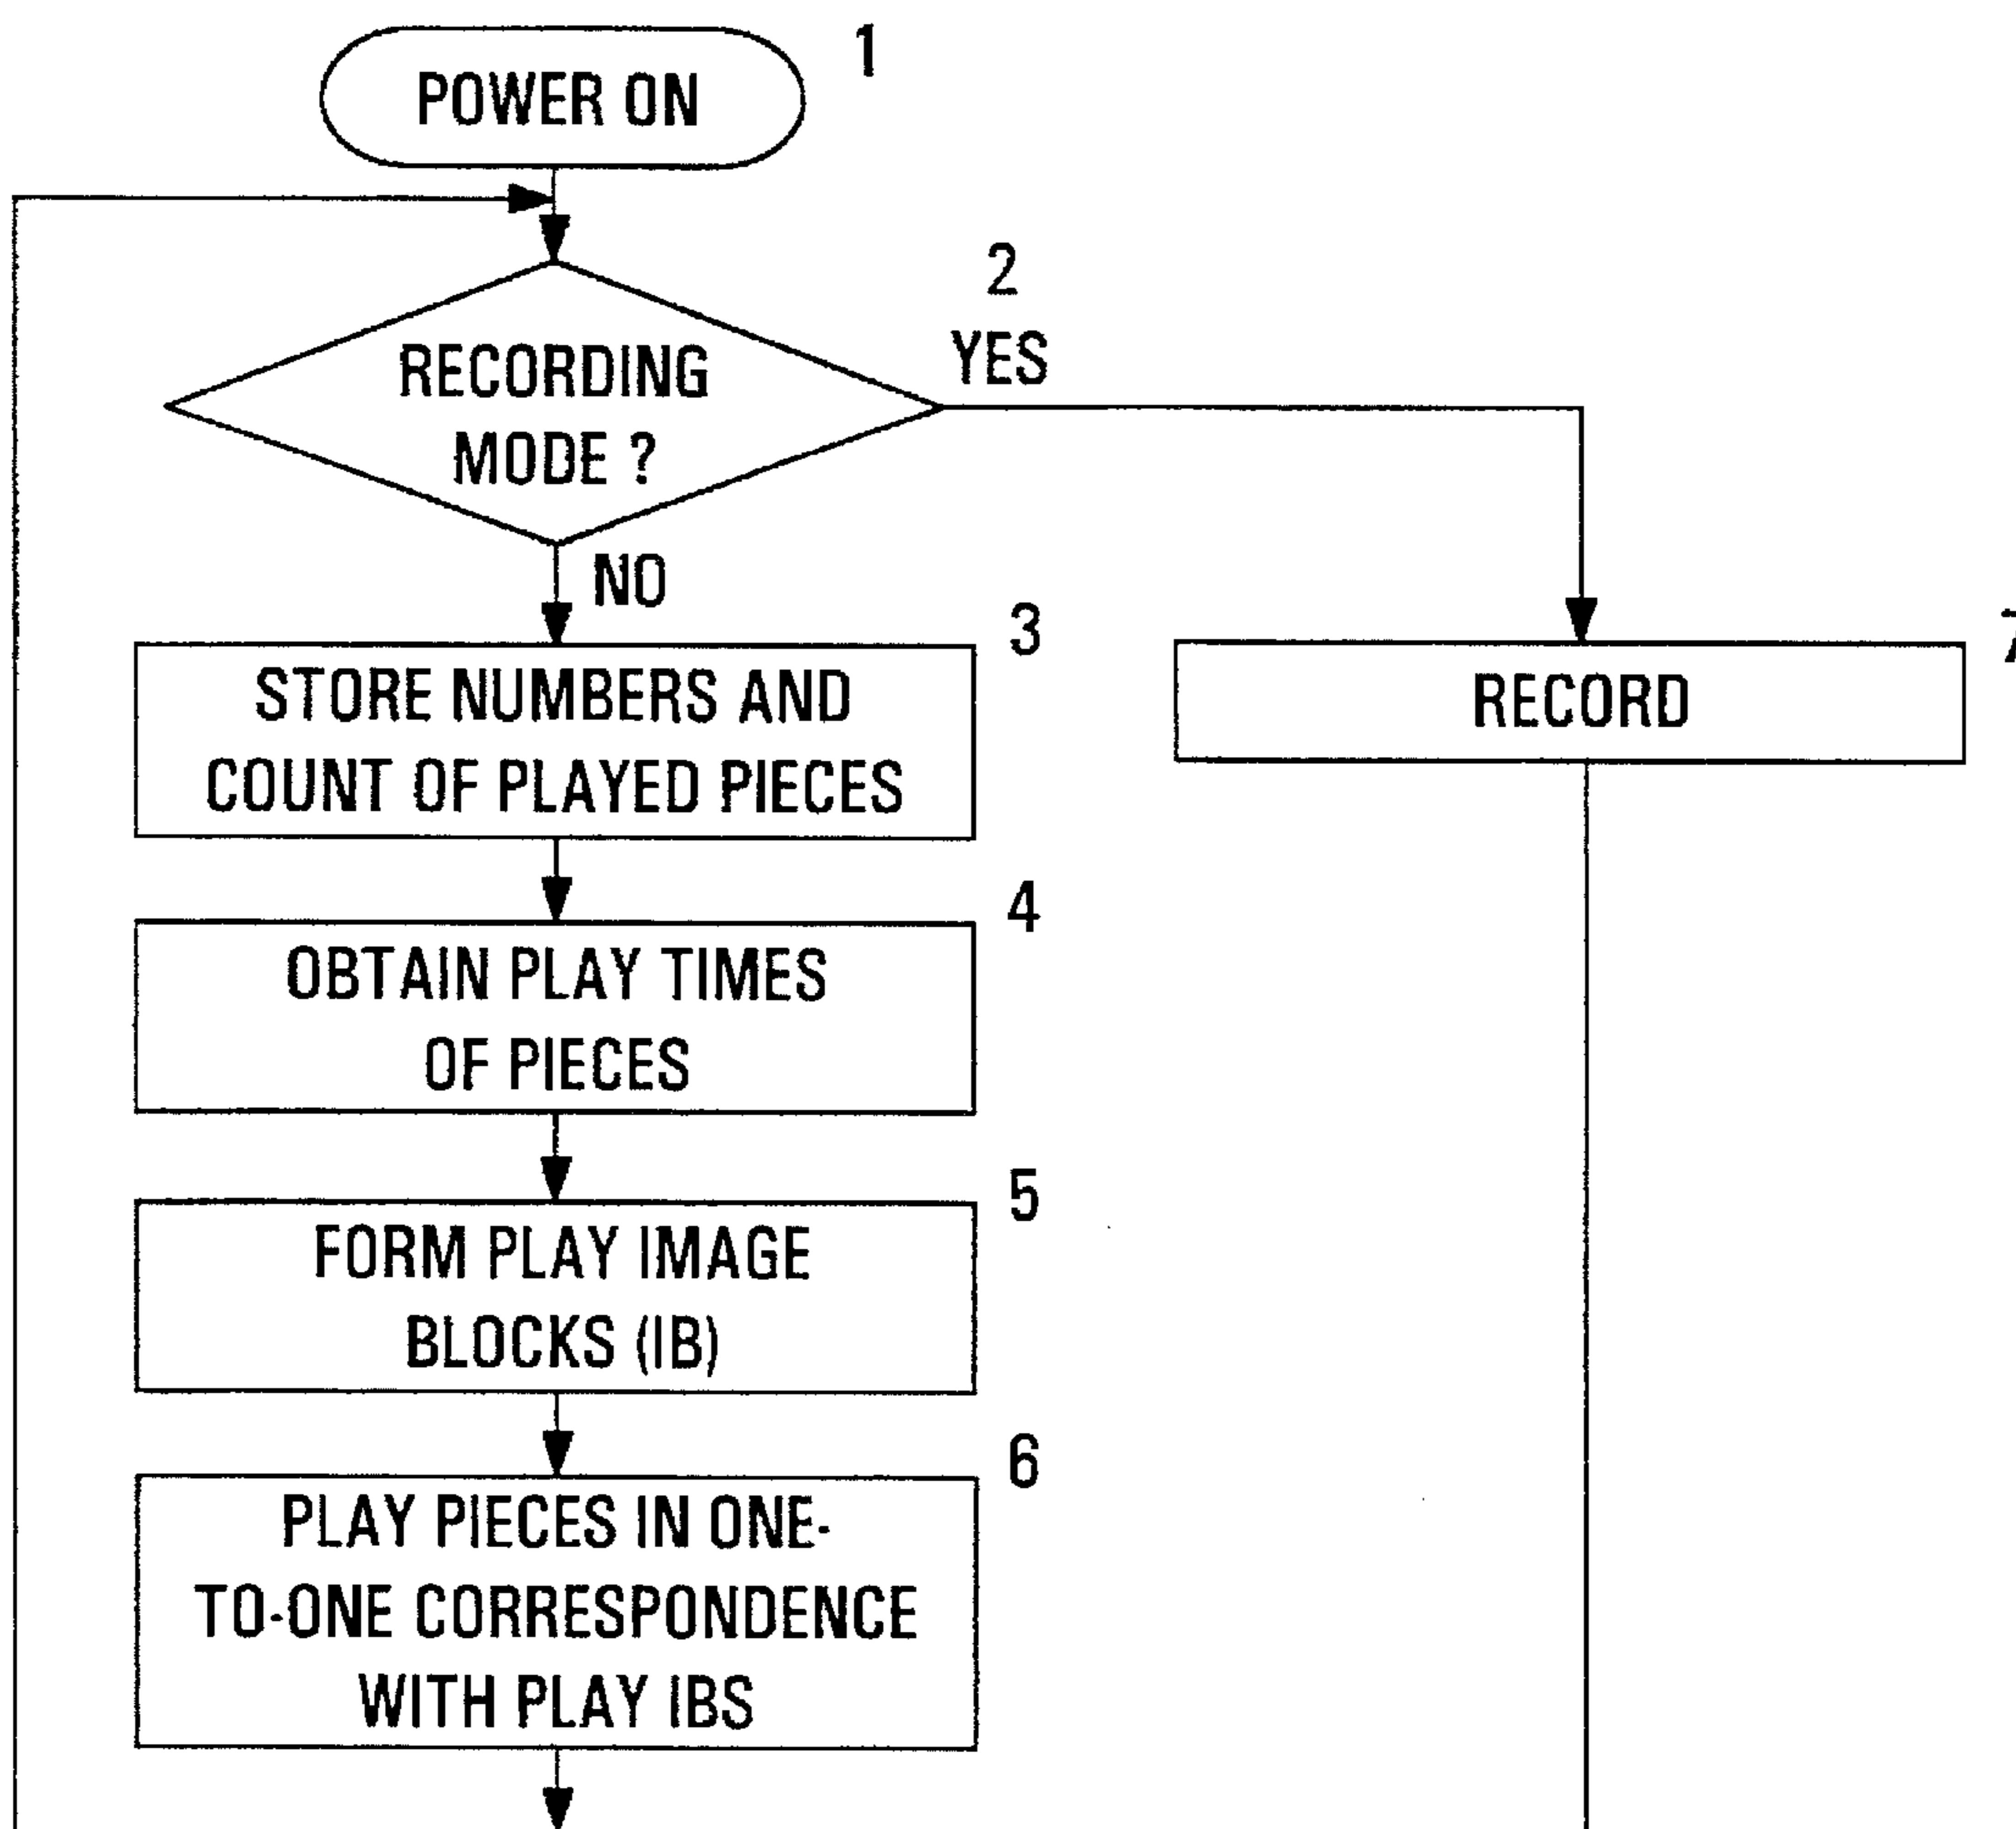 1
POWER ON
2
YES
RECORDING
MODE ?
NO
3
STORE NUMBERS AND
COUNT OF PLAYED PIECES
7
RECORD
4
OBTAIN PLAY TIMES
OF PIECES
5
FORM PLAY IMAGE
BLOCKS (IB)
6
PLAY PIECES IN ONE-
TO-ONE CORRESPONDENCE
WITH PLAY IBS